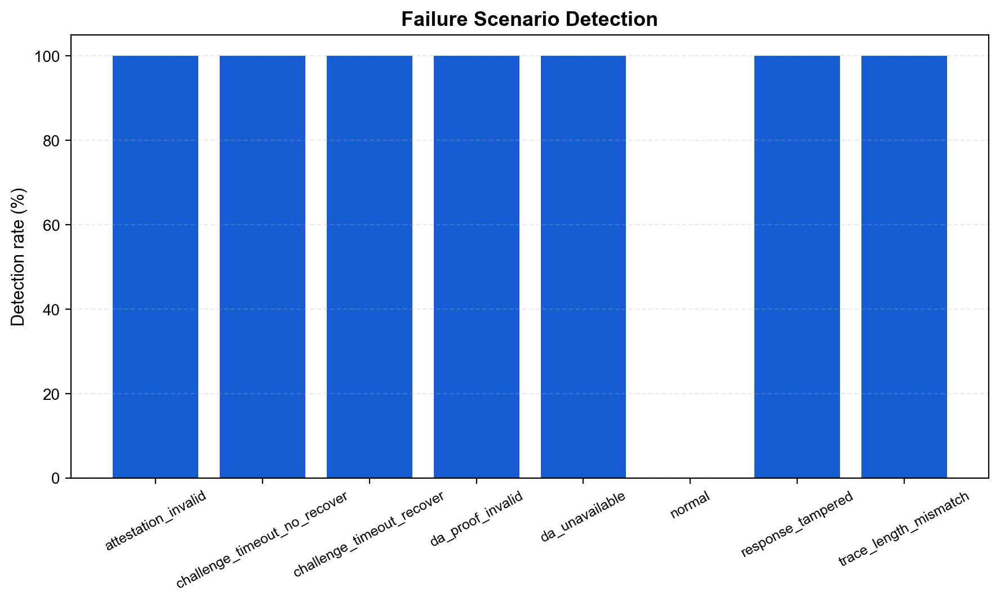 Failure Scenario Detection
Detection rate (%)
100
80
60
40
20
0
attestation_invalid
challenge_timeout_no_recover
challenge_timeout_recover
da_proof_invalid
da_unavailable
normal
response_tampered
trace_length_mismatch